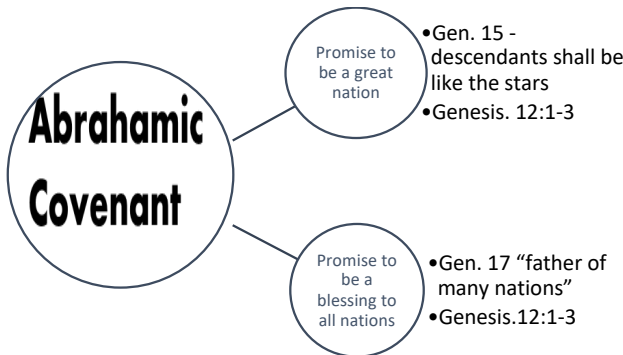 Abrahamic
Covenant
Promise to
be a great
nation
•Gen. 15 -
descendants shall be
like the stars
•Genesis. 12:1-3
Promise to
be a
blessing to
all nations
•Gen. 17 “father of
many nations”
•Genesis.12:1-3